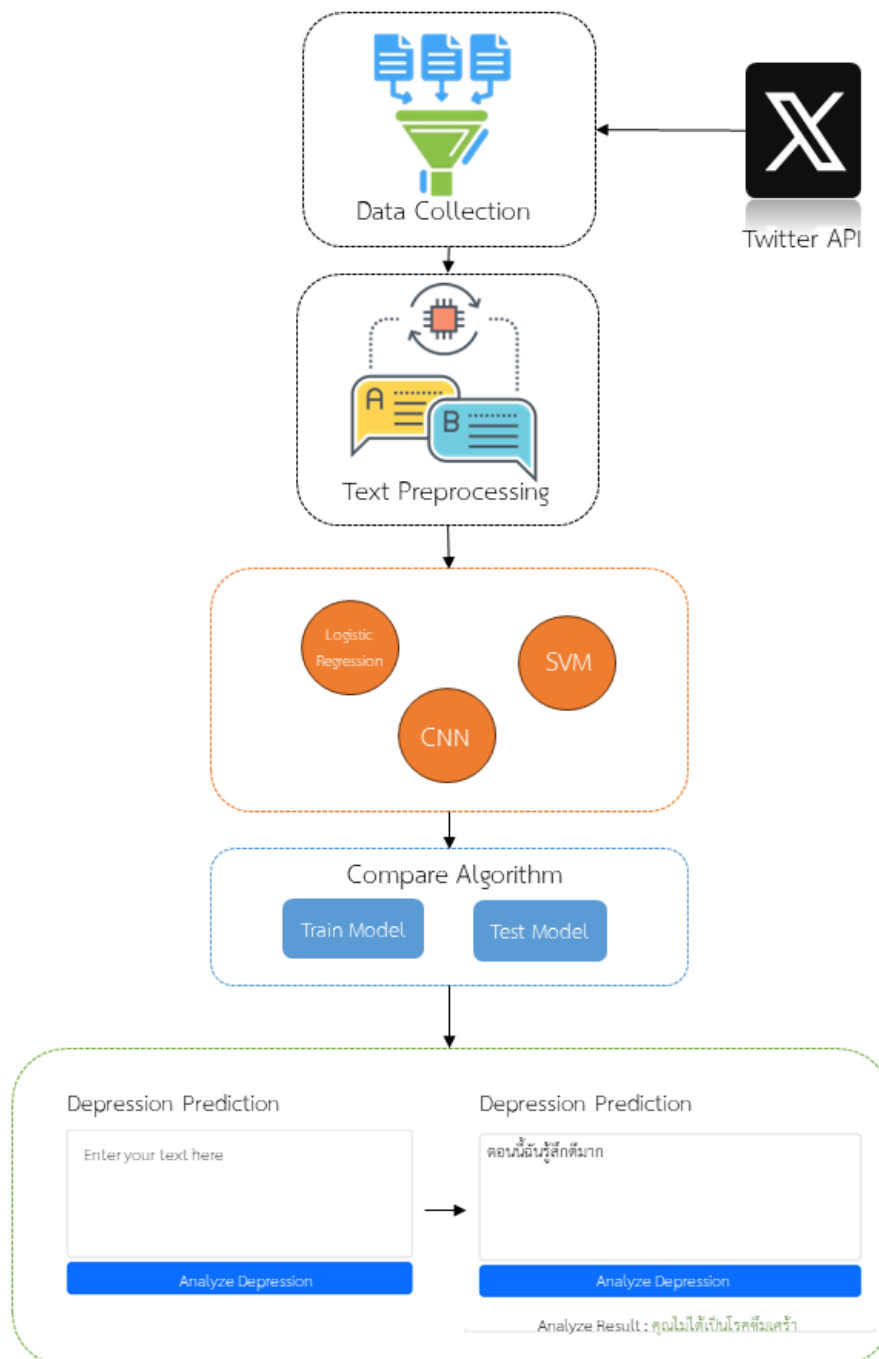 Data Collection
Twitter API
A
B
Text Preprocessing
Logistic
Regression
SVM
CNN
Compare Algorithm
Train Model
Test Model
Depression Prediction
Enter your text here
Analyze Depression
Depression Prediction
ตอนนี้ฉันรู้สึกดีมาก
Analyze Depression
Analyze Result : คุณไม่ได้เป็นโรคซึมเศร้า